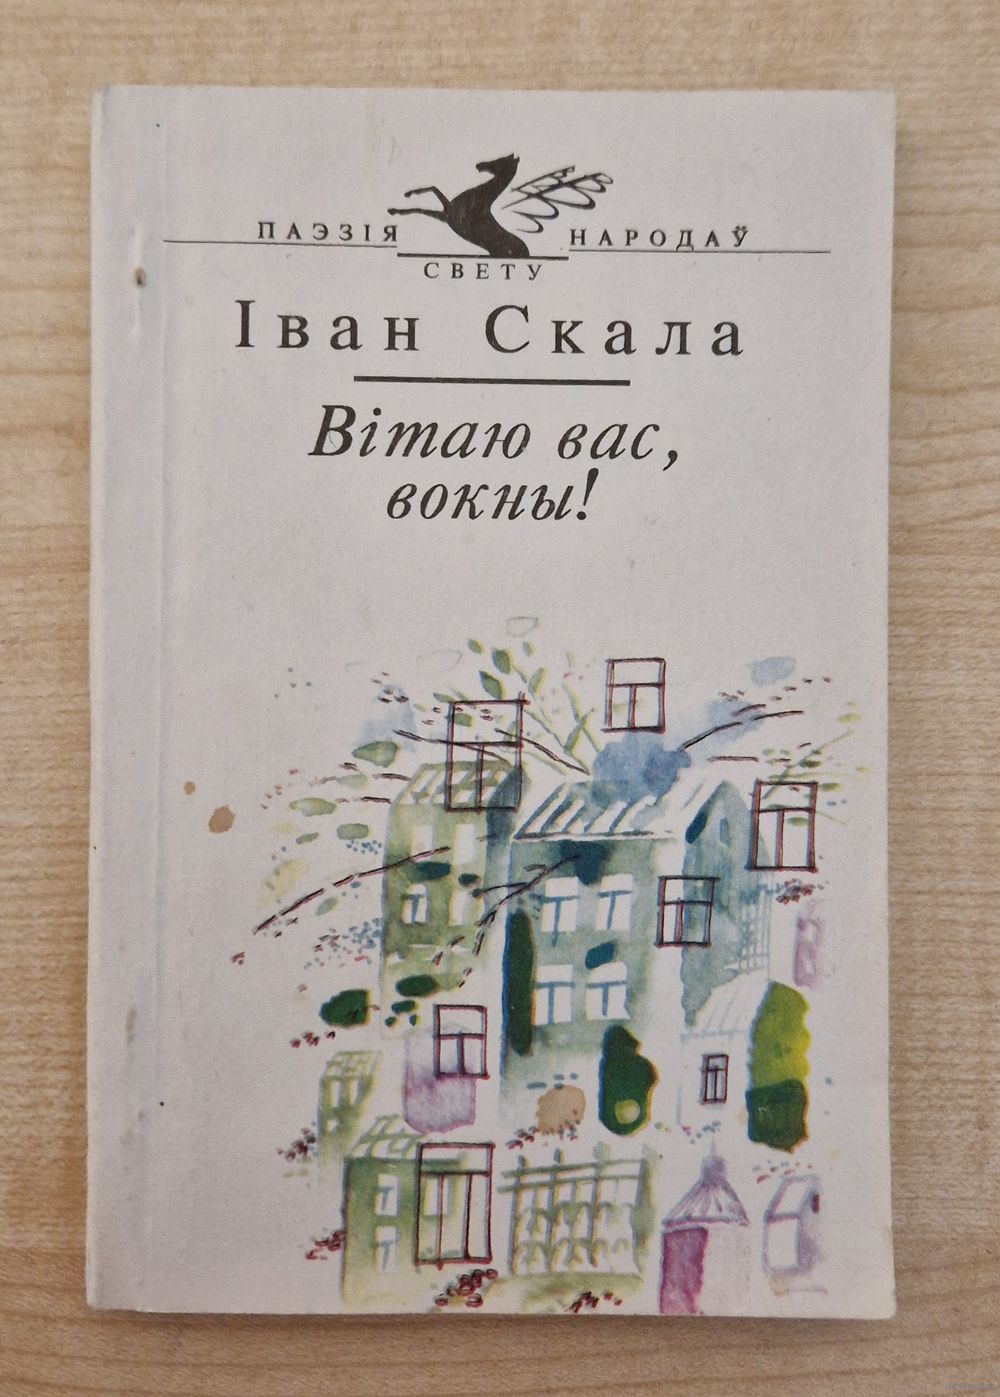 ПАЭЗІЯ НАРОДАЎ
СВЕТУ
Іван Скала
Вітаю вас,
вокны!